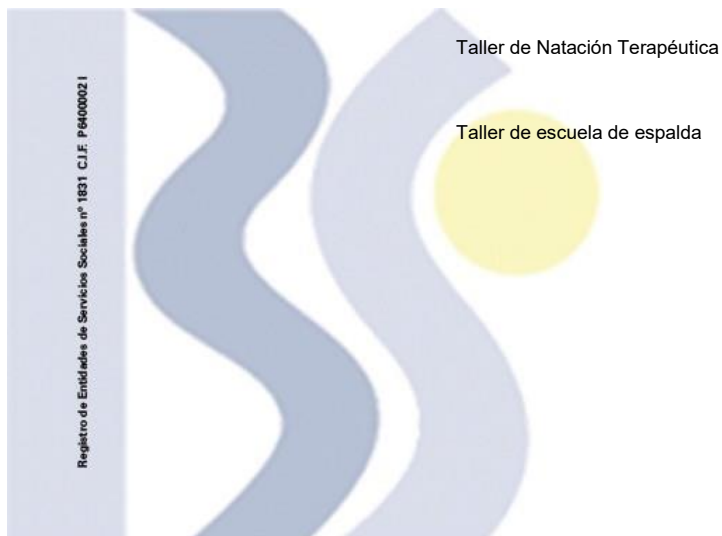 Taller de Natación Terapéutica
Taller de escuela de espalda
Registro de Entidades de Servicios Sociales nº 1831 C.I.F. P6400002 I